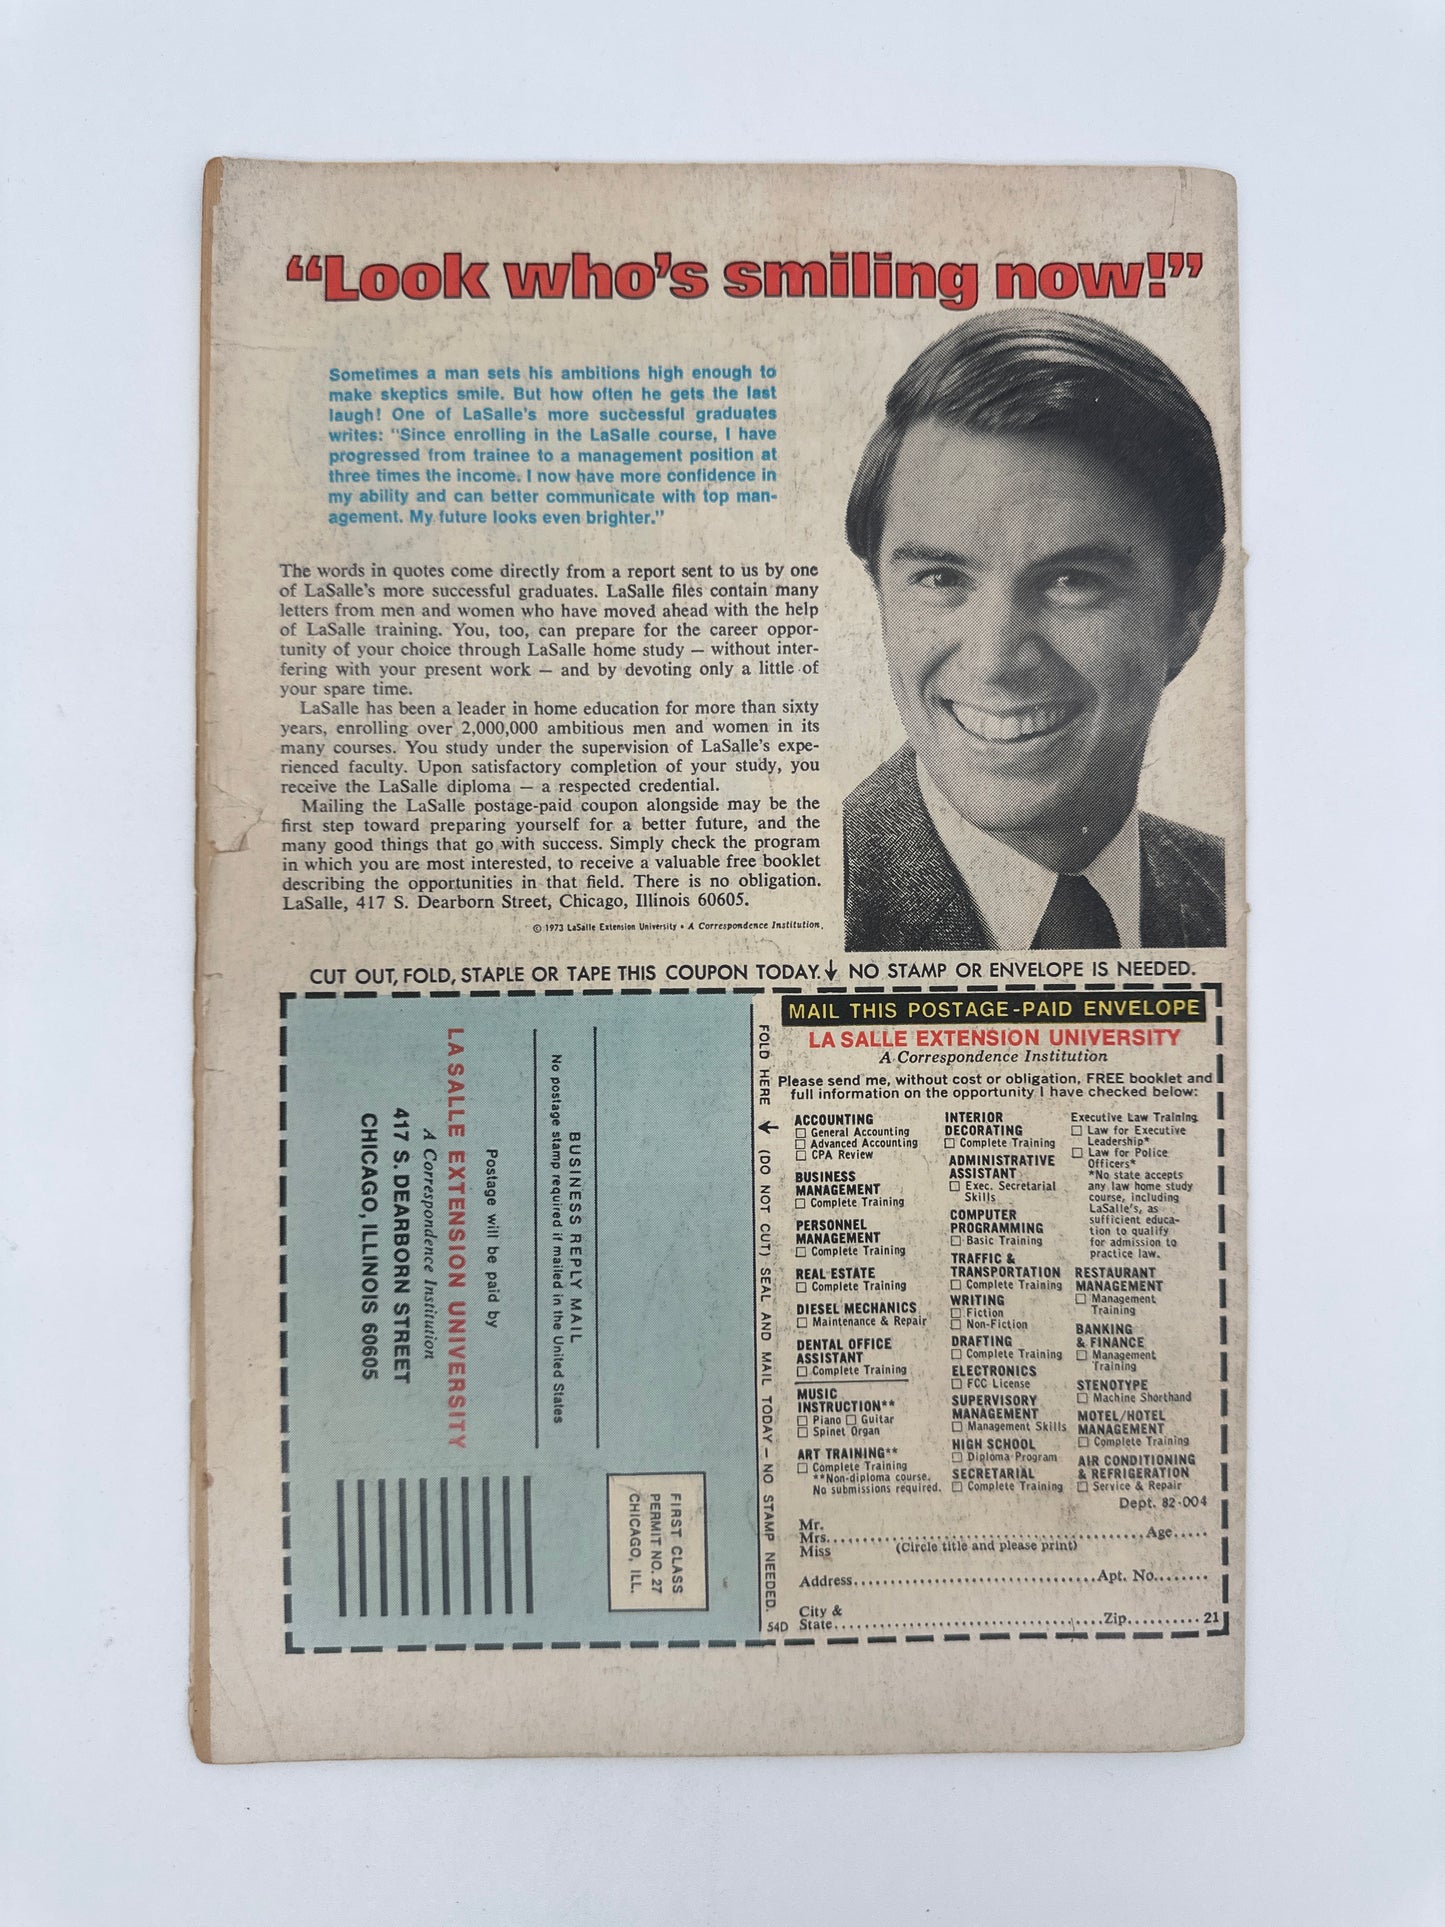 “Look who’s smiling now!”
Sometimes a man sets his ambitions high enough to
make skeptics smile. But how often he gets the last
laugh! One of LaSalle’s more successful graduates
writes: “Since enrolling in the LaSalle course, I have
progressed from trainee to a management position at
three times the income. I now have more confidence in
my ability and can better communicate with top man-
agement. My future looks even brighter.”
The words in quotes come directly from a report sent to us by one
of LaSalle’s more successful graduates. LaSalle files contain many
letters from men and women who have moved ahead with the help
of LaSalle training. You, too, can prepare for the career oppor-
tunity of your choice through LaSalle home study — without inter-
fering with your present work — and by devoting only a little of
your spare time.
LaSalle has been a leader in home education for more than sixty
years, enrolling over 2,000,000 ambitious men and women in its
many courses. You study under the supervision of LaSalle’s expe-
rienced faculty. Upon satisfactory completion of your study, you
receive the LaSalle diploma — a respected credential.
Mailing the LaSalle postage-paid coupon alongside may be the
first step toward preparing yourself for a better future, and the
many good things that go with success. Simply check the program
in which you are most interested, to receive a valuable free booklet
describing the opportunities in that field. There is no obligation.
LaSalle, 417 S. Dearborn Street, Chicago, Illinois 60605.
© 1973 LaSalle Extension University • A Correspondence Institution.
CUT OUT, FOLD, STAPLE OR TAPE THIS COUPON TODAY.↓ NO STAMP OR ENVELOPE IS NEEDED.
FIRST CLASS
PERMIT NO. 27
CHICAGO, ILL.
BUSINESS REPLY MAIL
No postage stamp required if mailed in the United States
Postage will be paid by
LASALLE EXTENSION UNIVERSITY
A Correspondence Institution
417 S. DEARBORN STREET
CHICAGO, ILLINOIS 60605
FOLD HERE ← (DO NOT CUT) SEAL AND MAIL TODAY — NO STAMP NEEDED.
MAIL THIS POSTAGE-PAID ENVELOPE
LA SALLE EXTENSION UNIVERSITY
A Correspondence Institution
Please send me, without cost or obligation, FREE booklet and
full information on the opportunity I have checked below:
ACCOUNTING
☐ General Accounting
☐ Advanced Accounting
☐ CPA Review
BUSINESS
MANAGEMENT
☐ Complete Training
PERSONNEL
MANAGEMENT
☐ Complete Training
REAL ESTATE
☐ Complete Training
DIESEL MECHANICS
☐ Maintenance & Repair
DENTAL OFFICE
ASSISTANT
☐ Complete Training
MUSIC
INSTRUCTION**
☐ Piano ☐ Guitar
☐ Spinet Organ
ART TRAINING**
☐ Complete Training
**Non-diploma course.
No submissions required.
INTERIOR
DECORATING
☐ Complete Training
ADMINISTRATIVE
ASSISTANT
☐ Exec. Secretarial
Skills
COMPUTER
PROGRAMMING
☐ Basic Training
TRAFFIC &
TRANSPORTATION
☐ Complete Training
WRITING
☐ Fiction
☐ Non-Fiction
DRAFTING
☐ Complete Training
ELECTRONICS
☐ FCC License
SUPERVISORY
MANAGEMENT
☐ Management Skills
HIGH SCHOOL
☐ Diploma Program
SECRETARIAL
☐ Complete Training
Executive Law Training
☐ Law for Executive
Leadership*
☐ Law for Police
Officers*
*No state accepts
any law home study
course, including
LaSalle’s, as
sufficient educa-
tion to qualify
for admission to
practice law.
RESTAURANT
MANAGEMENT
☐ Management
Training
BANKING
& FINANCE
☐ Management
Training
STENOTYPE
☐ Machine Shorthand
MOTEL/HOTEL
MANAGEMENT
☐ Complete Training
AIR CONDITIONING
& REFRIGERATION
☐ Service & Repair
Dept. 82-004
Mr.
Mrs. Age
Miss (Circle title and please print)
Address Apt. No.
City &
State Zip 21
54D